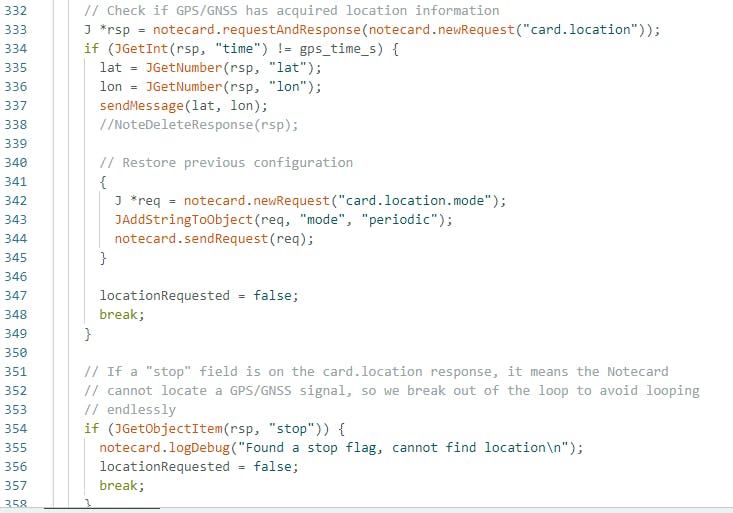 332 // Check if GPS/GNSS has acquired location information
333 J *rsp = notecard.requestAndResponse(notecard.newRequest("card.location"));
334 if (JGetInt(rsp, "time") != gps_time_s) {
335 lat = JGetNumber(rsp, "lat");
336 lon = JGetNumber(rsp, "lon");
337 sendMessage(lat, lon);
338 //NoteDeleteResponse(rsp);
339
340 // Restore previous configuration
341 {
342 J *req = notecard.newRequest("card.location.mode");
343 JAddStringToObject(req, "mode", "periodic");
344 notecard.sendRequest(req);
345 }
346
347 locationRequested = false;
348 break;
349 }
350
351 // If a "stop" field is on the card.location response, it means the Notecard
352 // cannot locate a GPS/GNSS signal, so we break out of the loop to avoid looping
353 // endlessly
354 if (JGetObjectItem(rsp, "stop")) {
355 notecard.logDebug("Found a stop flag, cannot find location\n");
356 locationRequested = false;
357 break;
358 }